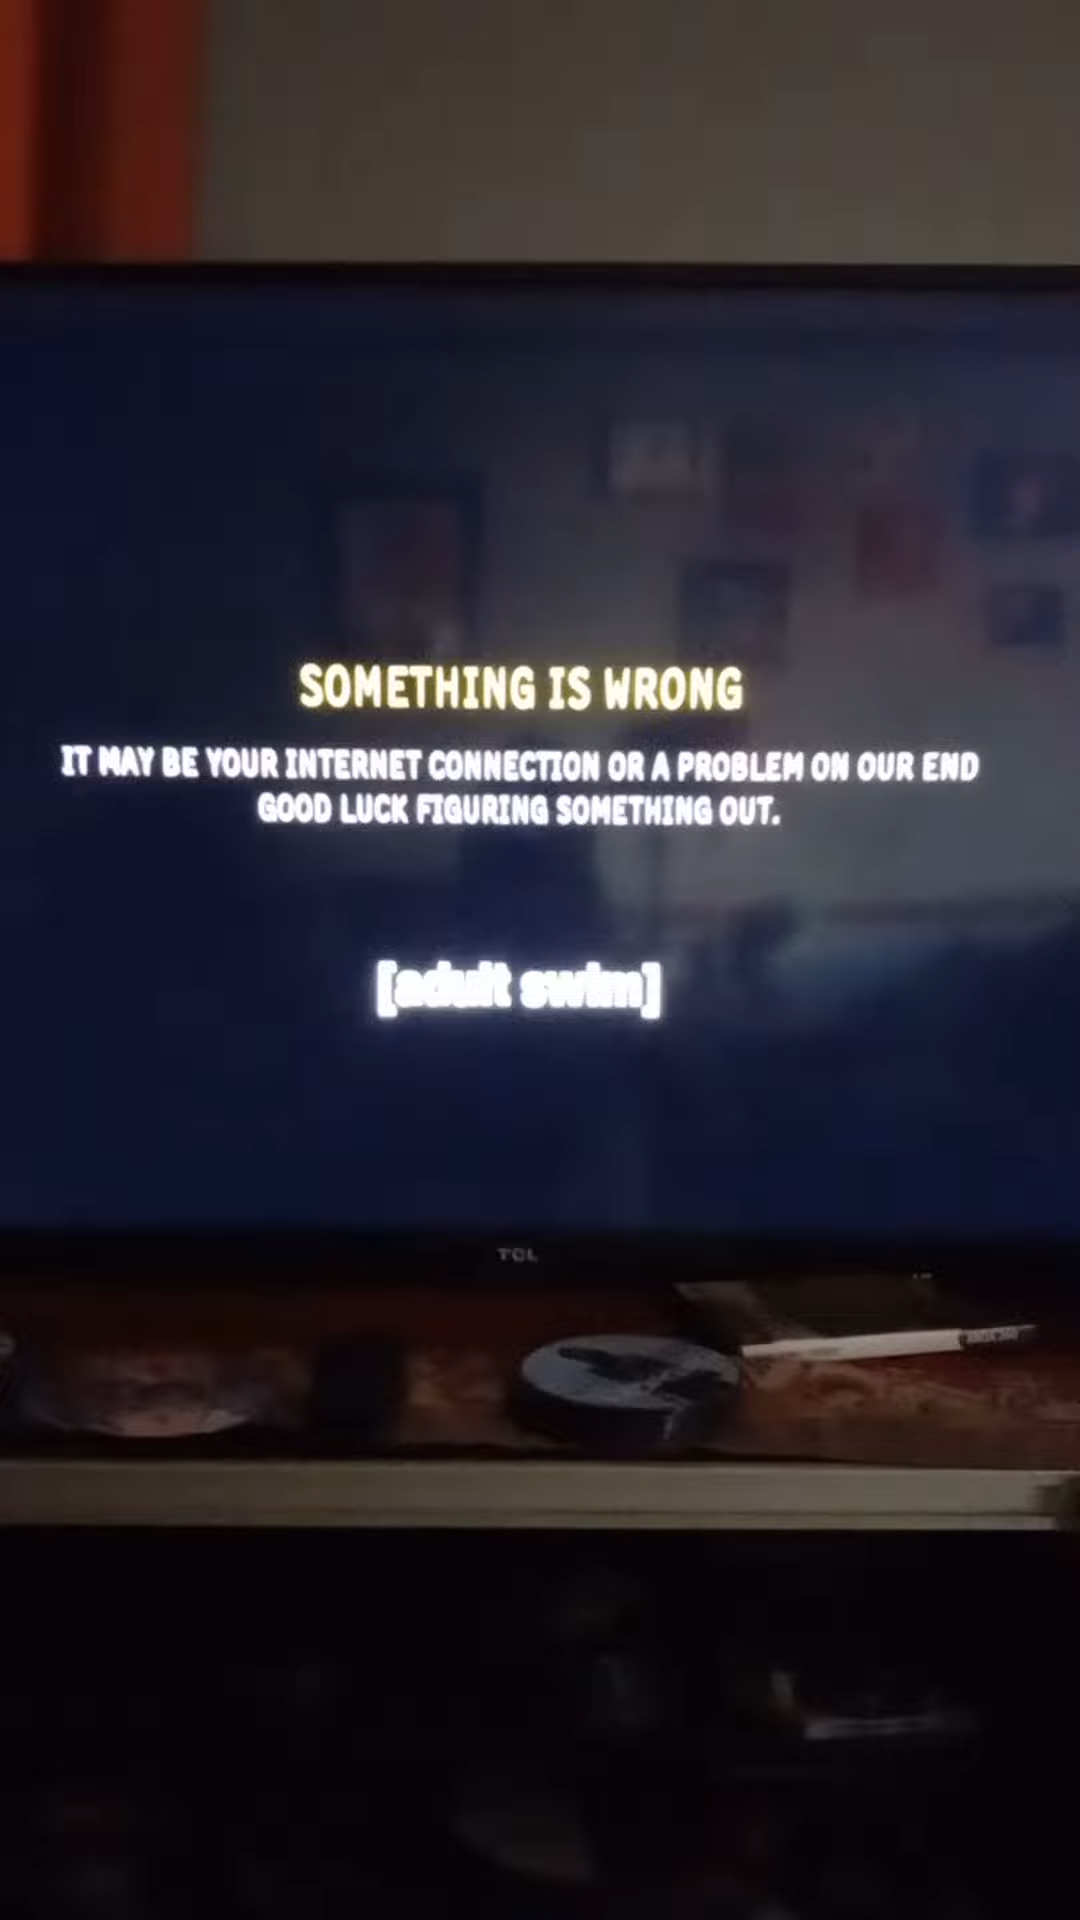 SOMETHING IS WRONG
IT MAY BE YOUR INTERNET CONNECTION OR A PROBLEM ON OUR END
GOOD LUCK FIGURING SOMETHING OUT.
[adult swim]
TCL